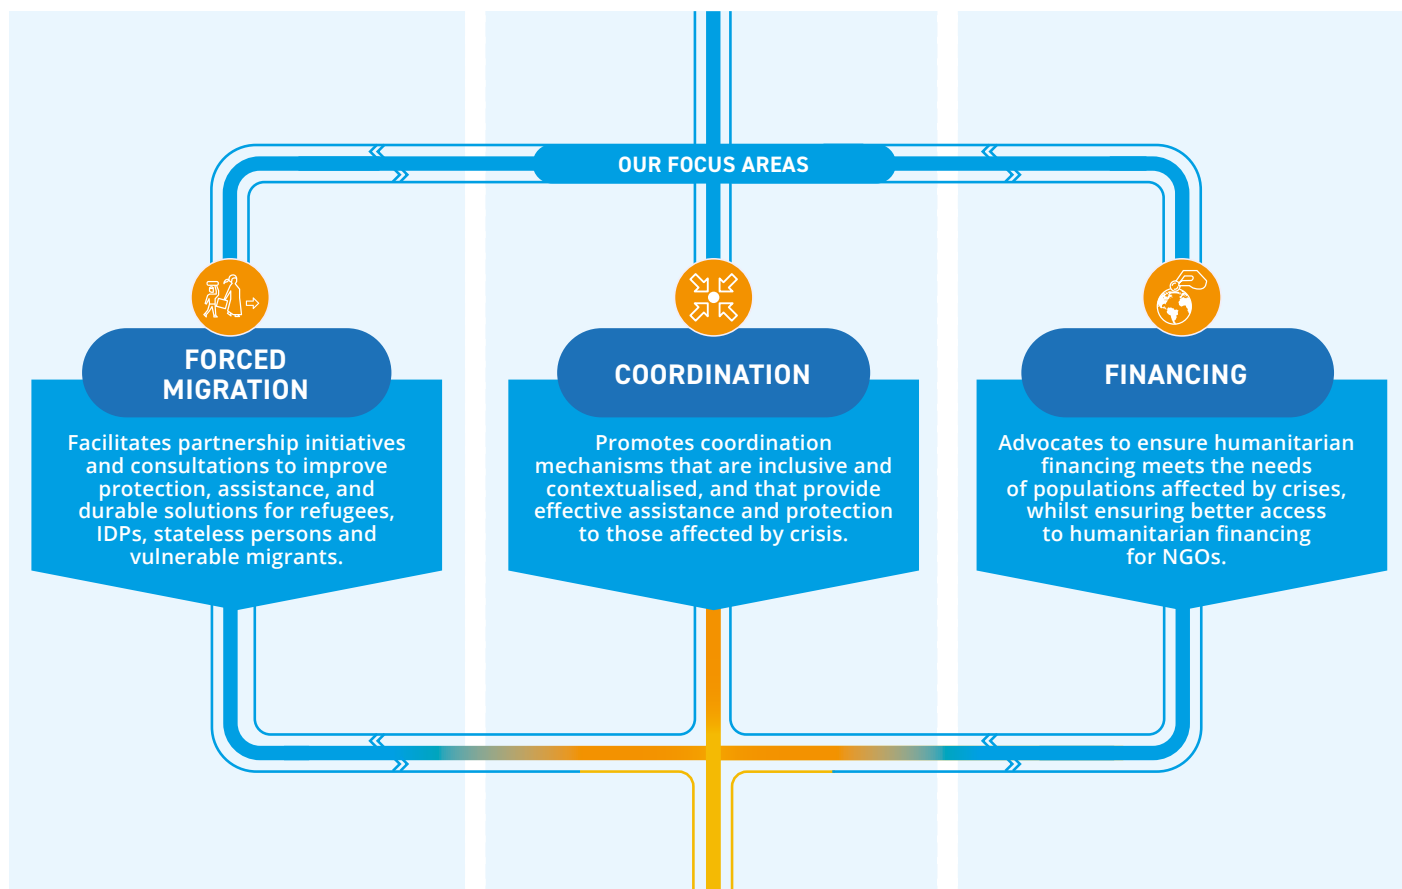 OUR FOCUS AREAS
FORCED
MIGRATION
Facilitates partnership initiatives
and consultations to improve
protection, assistance, and
durable solutions for refugees,
IDPs, stateless persons and
vulnerable migrants.
COORDINATION
Promotes coordination
mechanisms that are inclusive and
contextualised, and that provide
effective assistance and protection
to those affected by crisis.
FINANCING
Advocates to ensure humanitarian
financing meets the needs
of populations affected by crises,
whilst ensuring better access
to humanitarian financing
for NGOs.